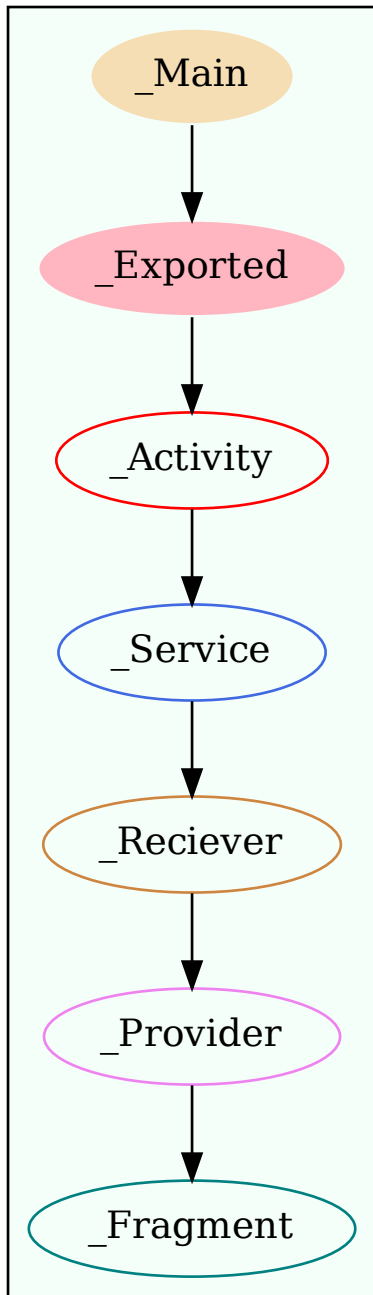 _Main
_Exported
_Activity
_Service
_Reciever
_Provider
_Fragment